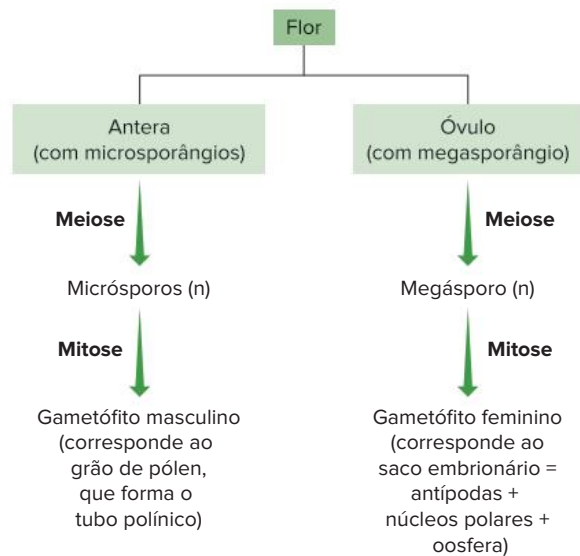 Flor
Antera
(com microsporângios)
Óvulo
(com megasporângio)
Meiose
Meiose
Micrósporos (n)
Megásporo (n)
Mitose
Mitose
Gametófito masculino
(corresponde ao
grão de pólen,
que forma o
tubo polínico)
Gametófito feminino
(corresponde ao
saco embrionário =
antípodas +
núcleos polares +
oosfera)